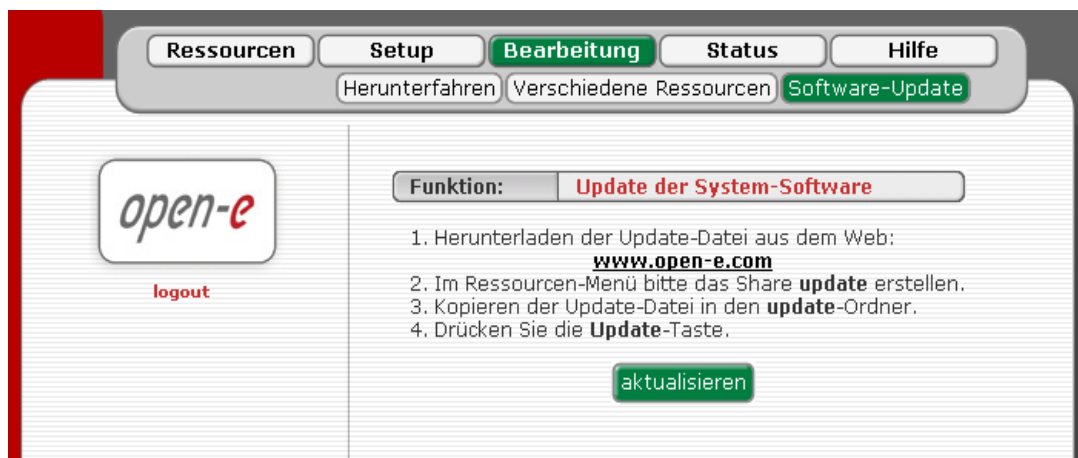 Ressourcen Setup Bearbeitung Status Hilfe
Herunterfahren Verschiedene Ressourcen Software-Update
open-e
logout
Funktion: Update der System-Software
1. Herunterladen der Update-Datei aus dem Web:
www.open-e.com
2. Im Ressourcen-Menü bitte das Share update erstellen.
3. Kopieren der Update-Datei in den update-Ordner.
4. Drücken Sie die Update-Taste.
aktualisieren